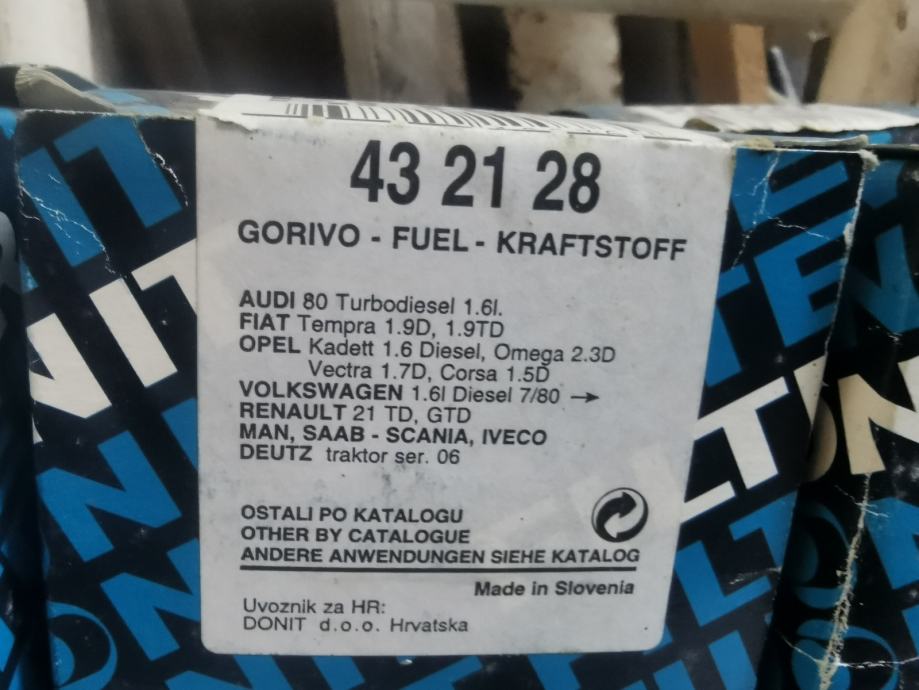 43 21 28
GORIVO - FUEL - KRAFTSTOFF
AUDI 80 Turbodiesel 1.6l.
FIAT Tempra 1.9D, 1.9TD
OPEL Kadett 1.6 Diesel, Omega 2.3D
Vectra 1.7D, Corsa 1.5D
VOLKSWAGEN 1.6l Diesel 7/80 →
RENAULT 21 TD, GTD
MAN, SAAB - SCANIA, IVECO
DEUTZ traktor ser. 06
OSTALI PO KATALOGU
OTHER BY CATALOGUE
ANDERE ANWENDUNGEN SIEHE KATALOG
Made in Slovenia
Uvoznik za HR:
DONIT d.o.o. Hrvatska